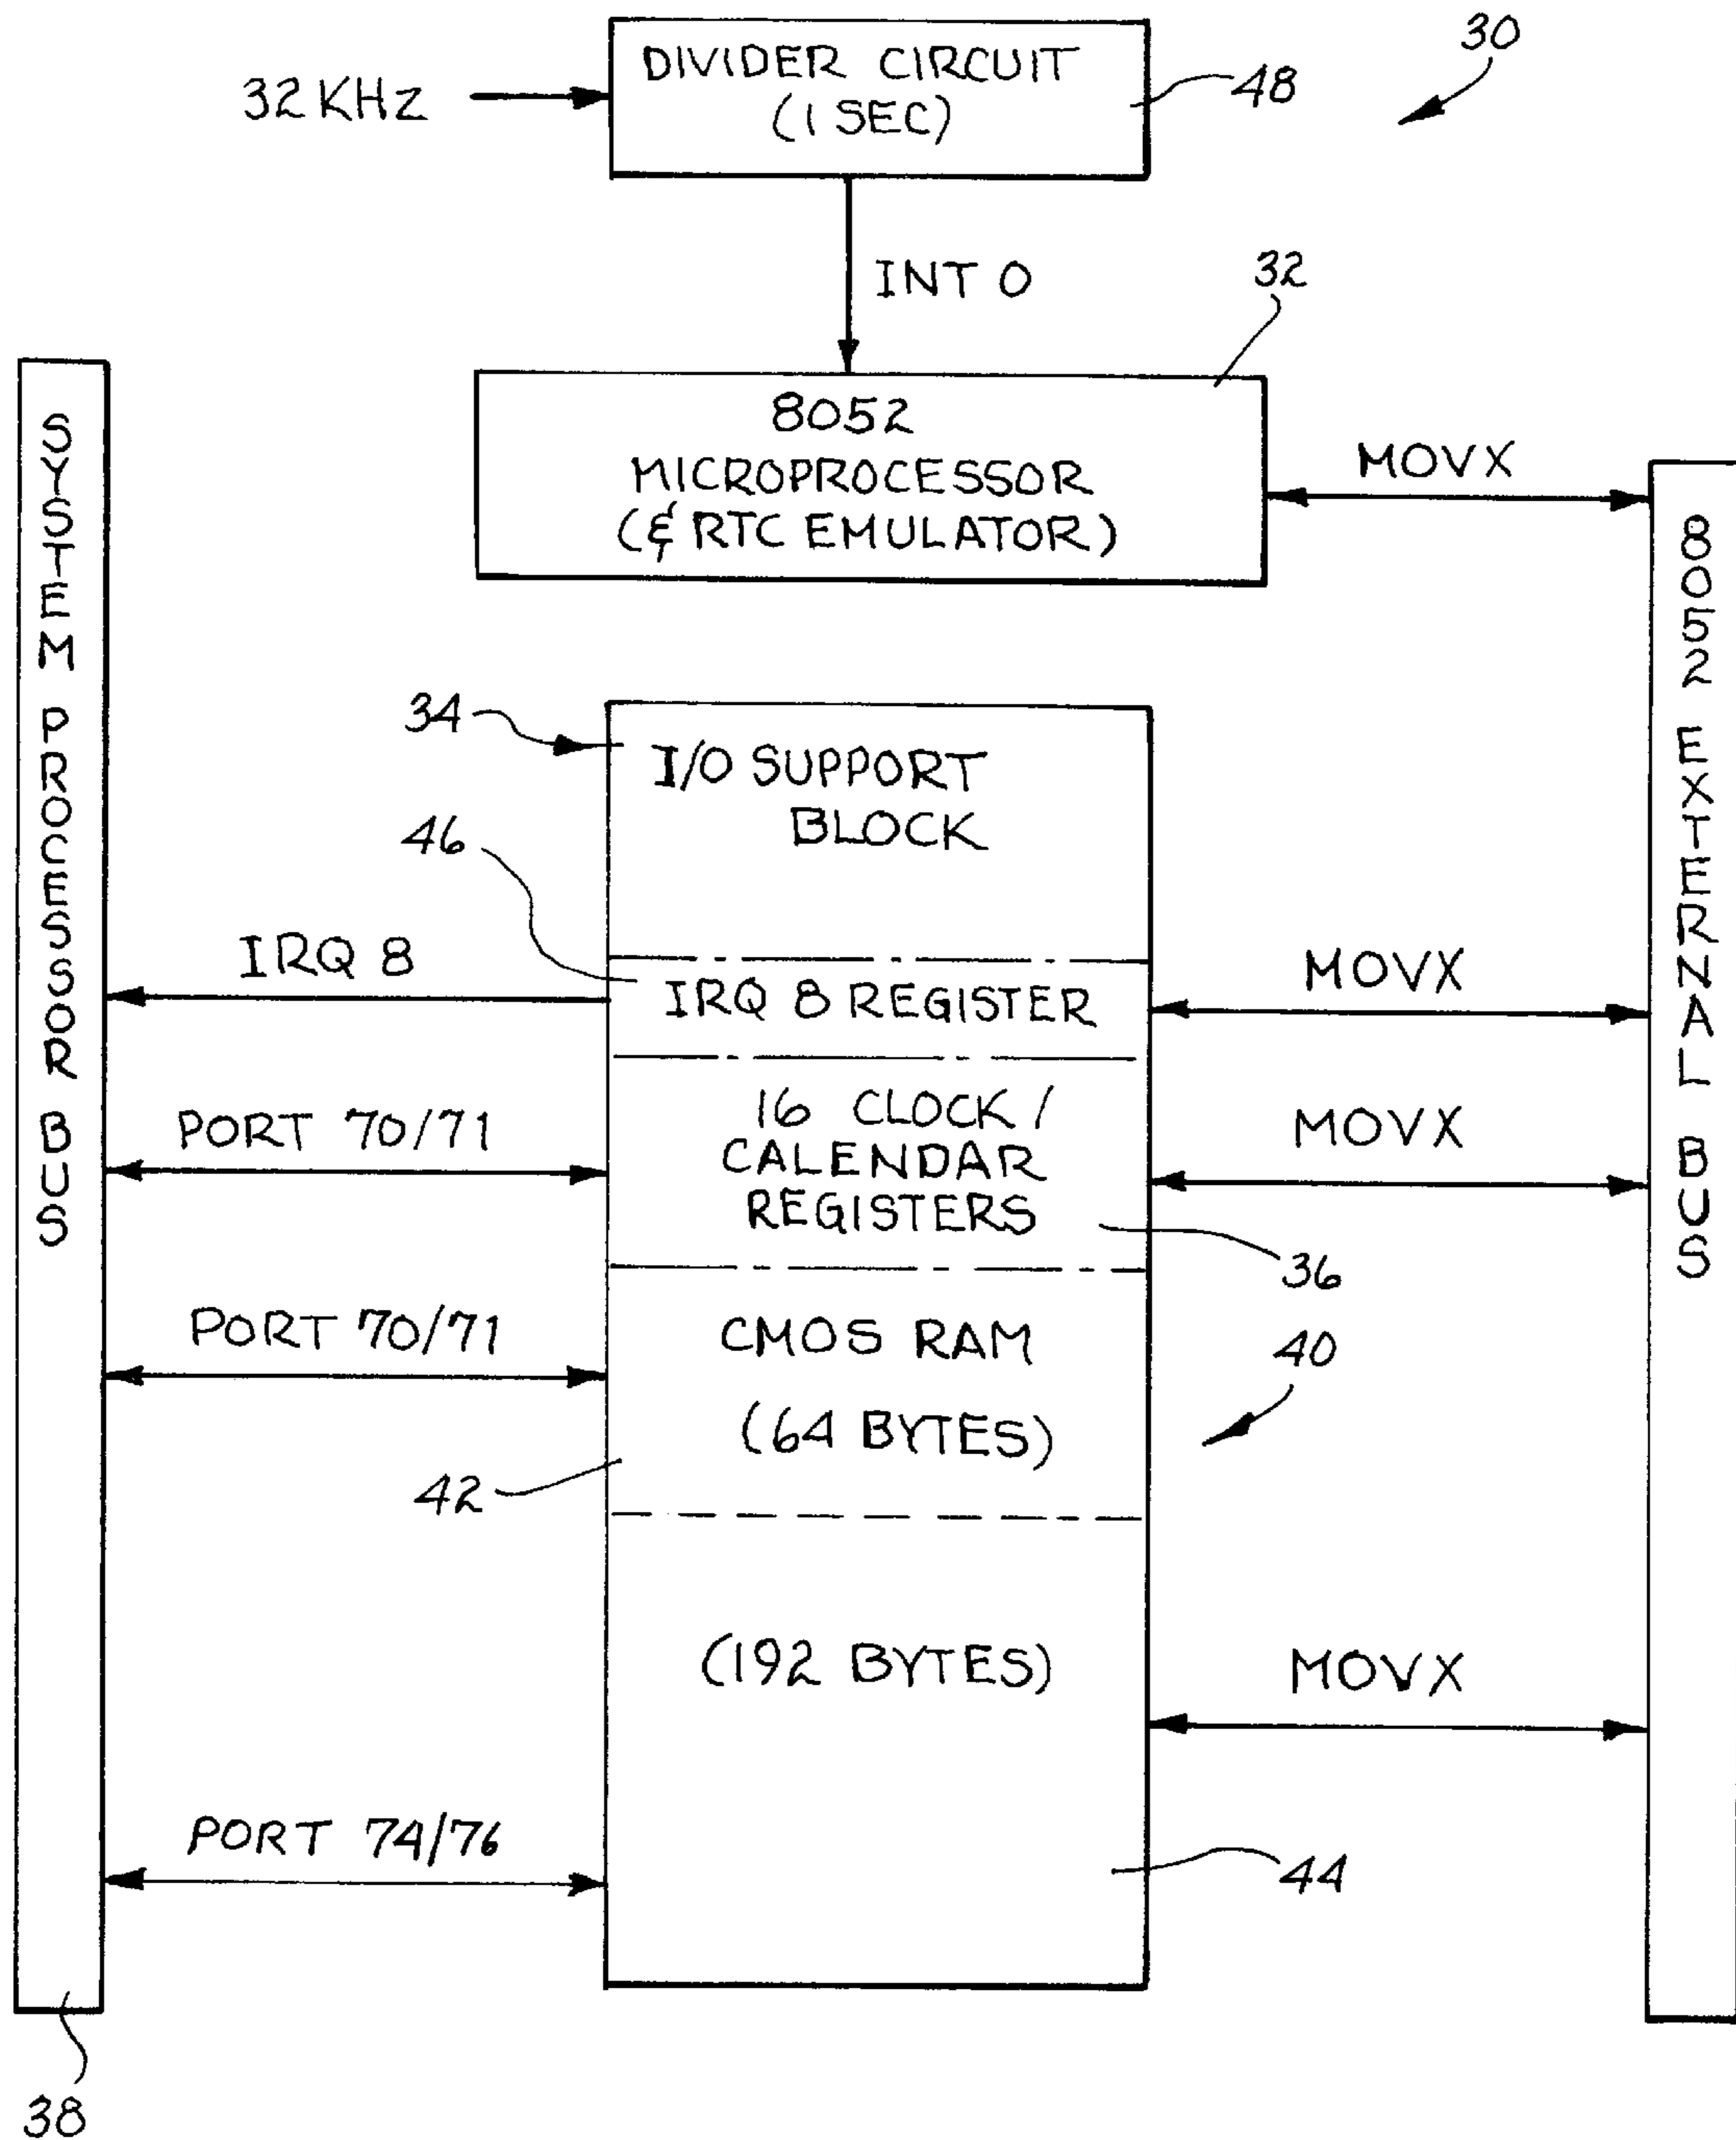 30
DIVIDER CIRCUIT
(1 SEC)
48
32 KHz
INT 0
32
8052
MICROPROCESSOR
(& RTC EMULATOR)
MOVX
SYSTEM PROCESSOR BUS
8052 EXTERNAL BUS
34
I/O SUPPORT
BLOCK
46
IRQ 8
IRQ 8 REGISTER
MOVX
PORT 70/71
16 CLOCK /
CALENDAR
REGISTERS
MOVX
36
PORT 70/71
CMOS RAM
40
(64 BYTES)
42
(192 BYTES)
MOVX
PORT 74/76
44
38